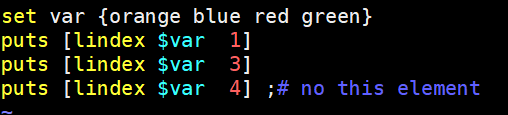 set var {orange blue red green}
puts [lindex $var  1]
puts [lindex $var  3]
puts [lindex $var  4] ;# no this element
~